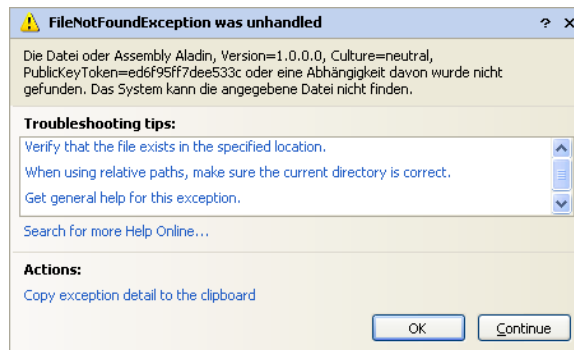 FileNotFoundException was unhandled
Die Datei oder Assembly Aladin, Version=1.0.0.0, Culture=neutral,
PublicKeyToken=ed6f95ff7dee533c oder eine Abhängigkeit davon wurde nicht
gefunden. Das System kann die angegebene Datei nicht finden.
Troubleshooting tips:
Verify that the file exists in the specified location.
When using relative paths, make sure the current directory is correct.
Get general help for this exception.
Search for more Help Online...
Actions:
Copy exception detail to the clipboard
OK Continue